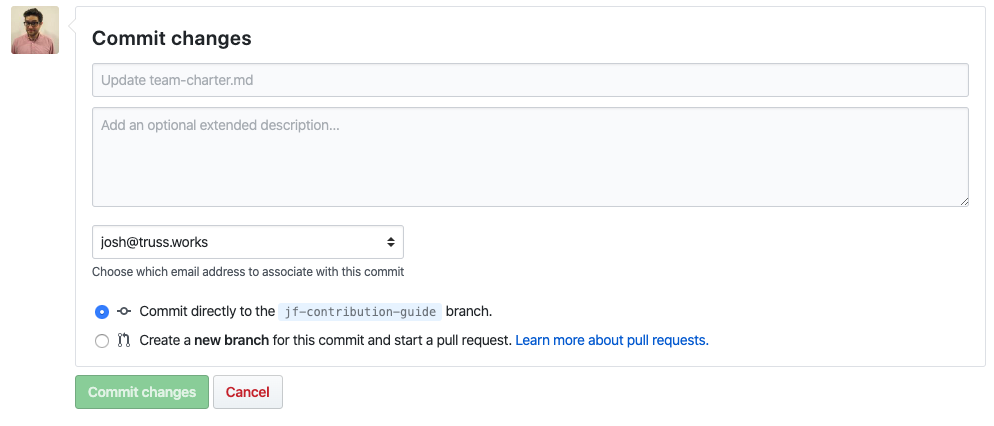 Commit changes
Update team-charter.md
Add an optional extended description...
josh@truss.works
Choose which email address to associate with this commit
Commit directly to the jf-contribution-guide branch.
Create a new branch for this commit and start a pull request. Learn more about pull requests.
Commit changes Cancel